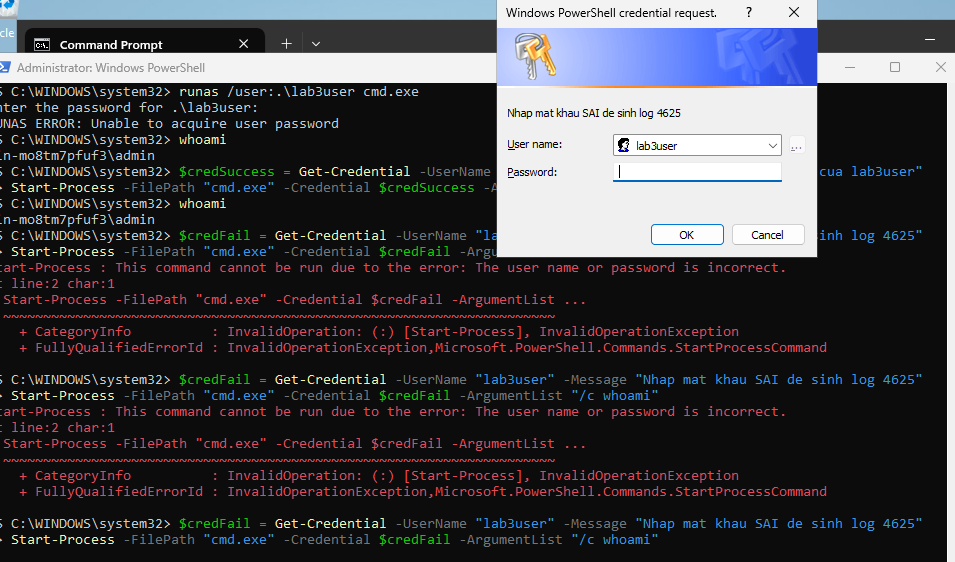 cle
Command Prompt
Administrator: Windows PowerShell
S C:\WINDOWS\system32> runas /user:.\lab3user cmd.exe
nter the password for .\lab3user:
UNAS ERROR: Unable to acquire user password
S C:\WINDOWS\system32> whoami
in-mo8tm7pfuf3\admin
S C:\WINDOWS\system32> $credSuccess = Get-Credential -UserName cua lab3user"
> Start-Process -FilePath "cmd.exe" -Credential $credSuccess -A
S C:\WINDOWS\system32> whoami
in-mo8tm7pfuf3\admin
S C:\WINDOWS\system32> $credFail = Get-Credential -UserName "la inh log 4625"
> Start-Process -FilePath "cmd.exe" -Credential $credFail -Argu
tart-Process : This command cannot be run due to the error: The user name or password is incorrect.
t line:2 char:1
Start-Process -FilePath "cmd.exe" -Credential $credFail -ArgumentList ...
~~~~~~~~~~~~~~~~~~~~~~~~~~~~~~~~~~~~~~~~~~~~~~~~~~~~~~~~~~~~~~~~~~~~~
+ CategoryInfo : InvalidOperation: (:) [Start-Process], InvalidOperationException
+ FullyQualifiedErrorId : InvalidOperationException,Microsoft.PowerShell.Commands.StartProcessCommand
S C:\WINDOWS\system32> $credFail = Get-Credential -UserName "lab3user" -Message "Nhap mat khau SAI de sinh log 4625"
> Start-Process -FilePath "cmd.exe" -Credential $credFail -ArgumentList "/c whoami"
tart-Process : This command cannot be run due to the error: The user name or password is incorrect.
t line:2 char:1
Start-Process -FilePath "cmd.exe" -Credential $credFail -ArgumentList ...
~~~~~~~~~~~~~~~~~~~~~~~~~~~~~~~~~~~~~~~~~~~~~~~~~~~~~~~~~~~~~~~~~~~~~
+ CategoryInfo : InvalidOperation: (:) [Start-Process], InvalidOperationException
+ FullyQualifiedErrorId : InvalidOperationException,Microsoft.PowerShell.Commands.StartProcessCommand
S C:\WINDOWS\system32> $credFail = Get-Credential -UserName "lab3user" -Message "Nhap mat khau SAI de sinh log 4625"
> Start-Process -FilePath "cmd.exe" -Credential $credFail -ArgumentList "/c whoami"
Windows PowerShell credential request. ?
Nhap mat khau SAI de sinh log 4625
User name: lab3user ...
Password:
OK Cancel